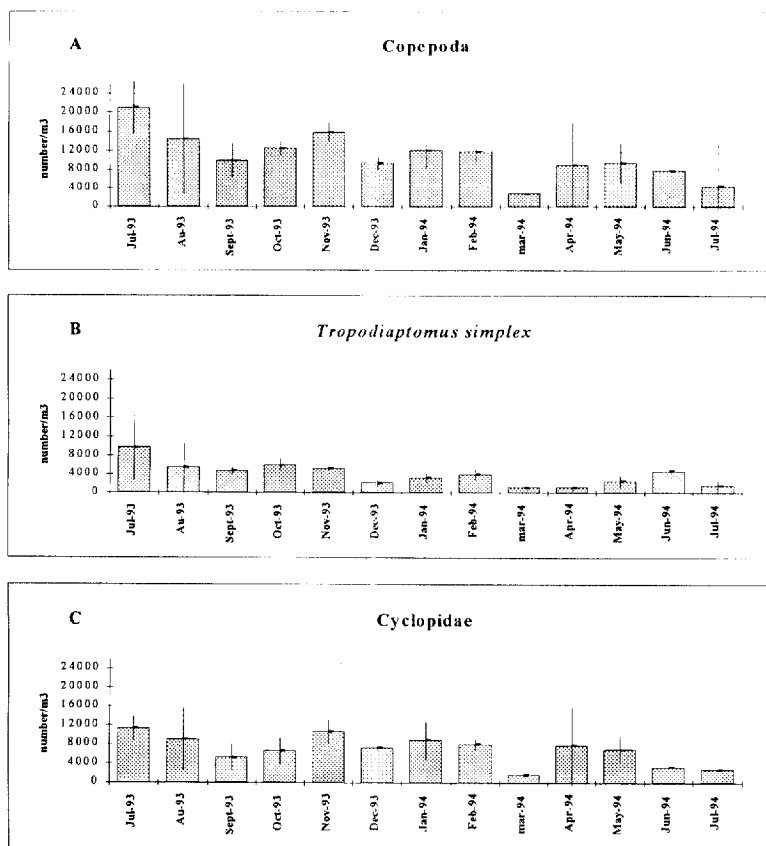 A
Copepoda
number/m3
24000
20000
16000
12000
8000
4000
0
Jul-93
Au-93
Sept-93
Oct-93
Nov-93
Dec-93
Jan-94
Feb-94
mar-94
Apr-94
May-94
Jun-94
Jul-94
B
Tropodiaptomus simplex
number/m3
24000
20000
16000
12000
8000
4000
0
Jul-93
Au-93
Sept-93
Oct-93
Nov-93
Dec-93
Jan-94
Feb-94
mar-94
Apr-94
May-94
Jun-94
Jul-94
C
Cyclopidae
number/m3
24000
20000
16000
12000
8000
4000
0
Jul-93
Au-93
Sept-93
Oct-93
Nov-93
Dec-93
Jan-94
Feb-94
mar-94
Apr-94
May-94
Jun-94
Jul-94